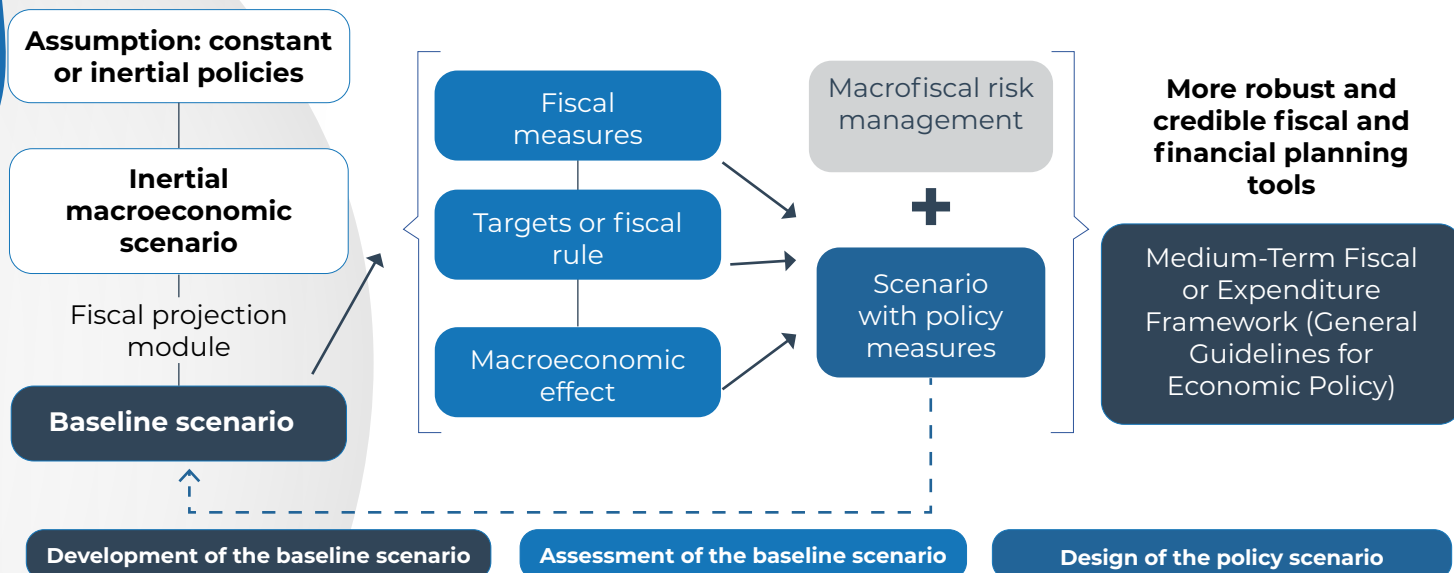 Assumption: constant
or inertial policies
Inertial
macroeconomic
scenario
Fiscal projection
module
Baseline scenario
Fiscal
measures
Targets or fiscal
rule
Macroeconomic
effect
Macrofiscal risk
management
+
Scenario
with policy
measures
More robust and
credible fiscal and
financial planning
tools
Medium-Term Fiscal
or Expenditure
Framework (General
Guidelines for
Economic Policy)
Development of the baseline scenario
Assessment of the baseline scenario
Design of the policy scenario